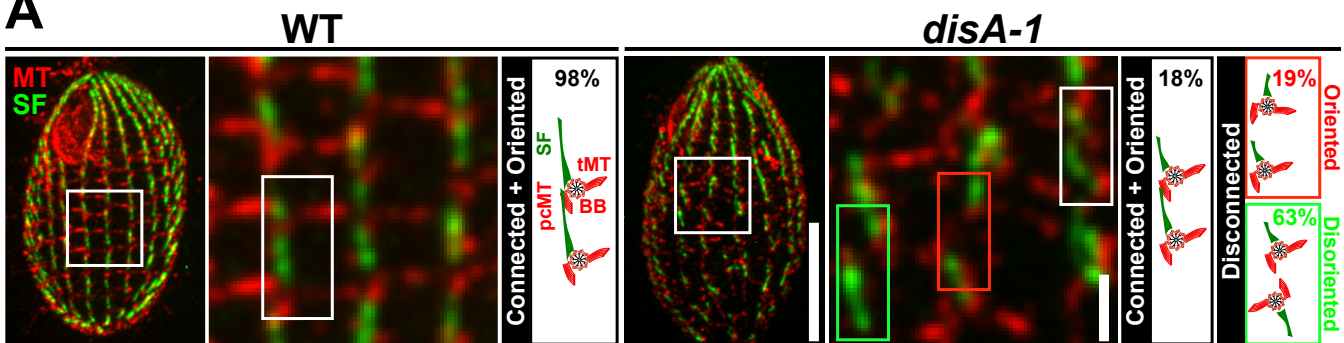 A
WT
disA-1
MT
SF
Connected + Oriented
98%
SF
tMT
BB
pcMT
Connected + Oriented
18%
Disconnected
19%
Oriented
63%
Disoriented